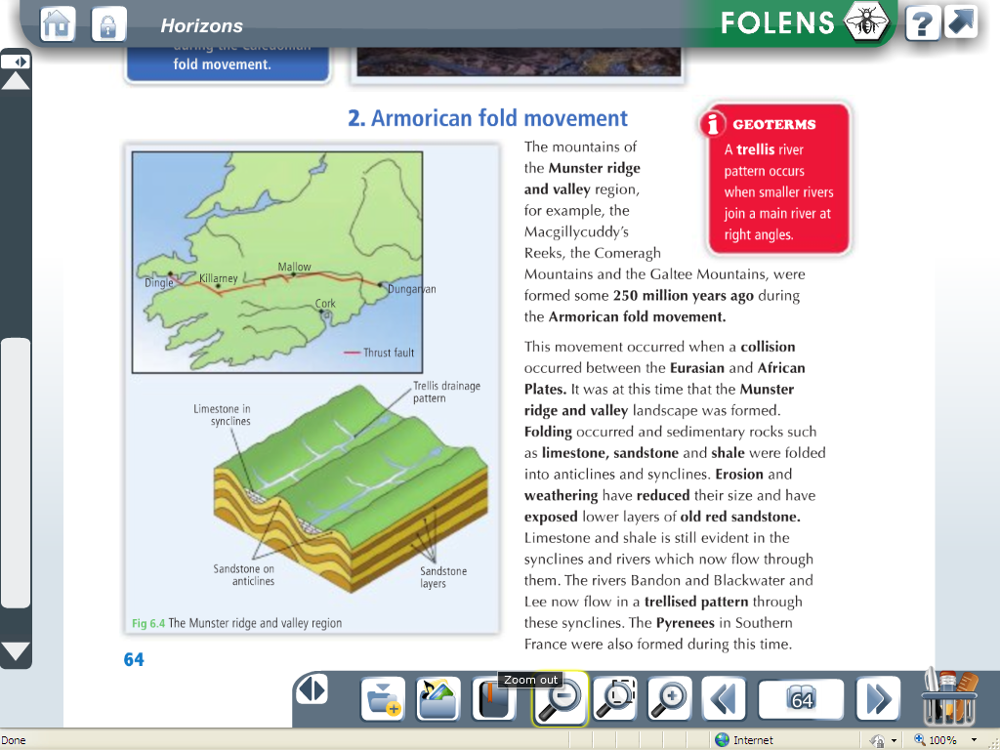 Horizons
FOLENS
?
during the Caledonian
fold movement.
2. Armorican fold movement
Dingle
Killarney
Mallow
Dungarvan
Cork
Thrust fault
Limestone in
synclines
Trellis drainage
pattern
Sandstone on
anticlines
Sandstone
layers
Fig 6.4 The Munster ridge and valley region
The mountains of
the Munster ridge
and valley region,
for example, the
Macgillycuddy's
Reeks, the Comeragh
Mountains and the Galtee Mountains, were
formed some 250 million years ago during
the Armorican fold movement.
This movement occurred when a collision
occurred between the Eurasian and African
Plates. It was at this time that the Munster
ridge and valley landscape was formed.
Folding occurred and sedimentary rocks such
as limestone, sandstone and shale were folded
into anticlines and synclines. Erosion and
weathering have reduced their size and have
exposed lower layers of old red sandstone.
Limestone and shale is still evident in the
synclines and rivers which now flow through
them. The rivers Bandon and Blackwater and
Lee now flow in a trellised pattern through
these synclines. The Pyrenees in Southern
France were also formed during this time.
i GEOTERMS
A trellis river
pattern occurs
when smaller rivers
join a main river at
right angles.
64
Zoom out
64
Done
Internet
100%